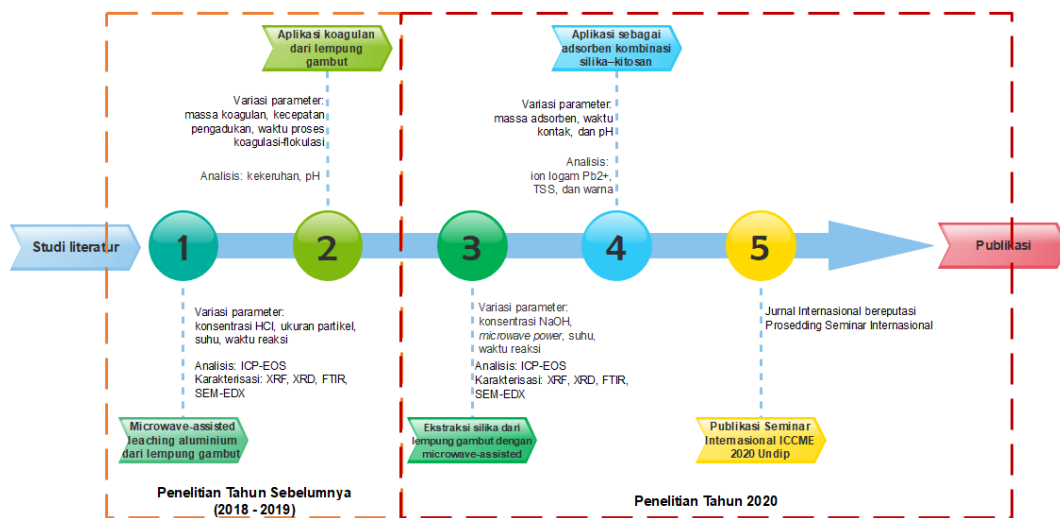 Aplikasi koagulan
dari lempung
gambut
Variasi parameter:
massa koagulan, kecepatan
pengadukan, waktu proses
koagulasi-flokulasi
Analisis: kekeruhan, pH
Aplikasi sebagai
adsorben kombinasi
silika–kitosan
Variasi parameter:
massa adsorben, waktu
kontak, dan pH
Analisis:
ion logam Pb2+,
TSS, dan warna
Studi literatur
1
2
3
4
5
Publikasi
Variasi parameter:
konsentrasi HCl, ukuran partikel,
suhu, waktu reaksi
Analisis: ICP-EOS
Karakterisasi: XRF, XRD, FTIR,
SEM-EDX
Microwave-assisted
leaching aluminium
dari lempung gambut
Variasi parameter:
konsentrasi NaOH,
microwave power, suhu,
waktu reaksi
Analisis: ICP-EOS
Karakterisasi: XRF, XRD, FTIR,
SEM-EDX
Ekstraksi silika dari
lempung gambut dengan
microwave-assisted
Jurnal Internasional bereputasi
Prosedding Seminar Internasional
Publikasi Seminar
Internasional ICCME
2020 Undip
Penelitian Tahun Sebelumnya
(2018 - 2019)
Penelitian Tahun 2020